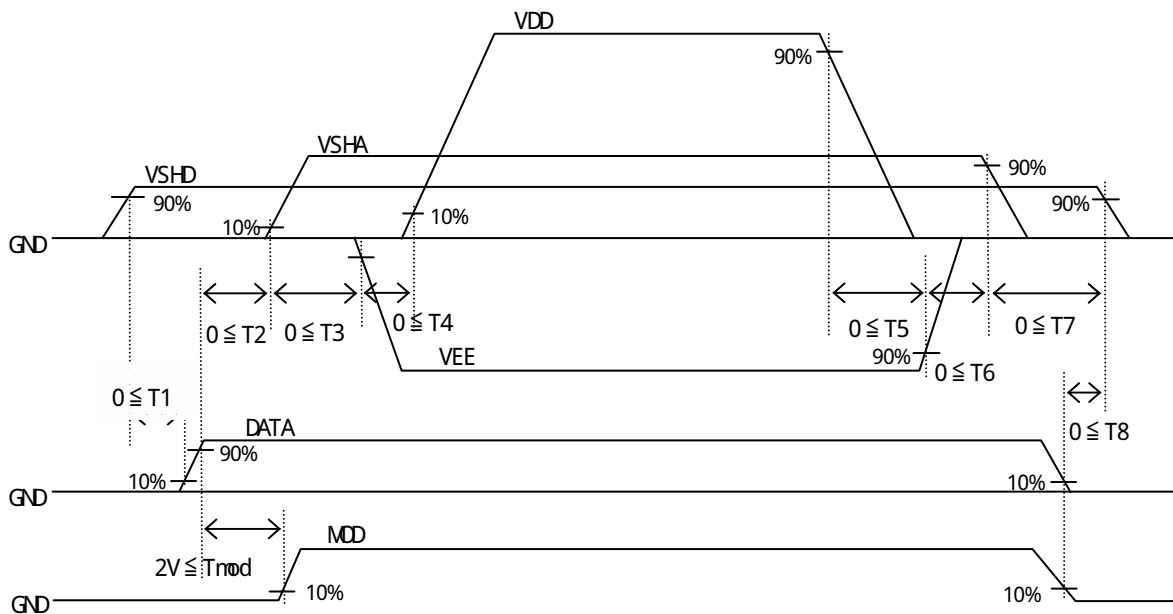 VDD
90%
VSHA
90%
VSHD
90%
90%
10%
10%
GND
0 ≦ T2
0 ≦ T3
0 ≦ T4
0 ≦ T5
0 ≦ T7
VEE
90%
0 ≦ T6
0 ≦ T1
DATA
0 ≦ T8
90%
10%
10%
GND
MOD
2V ≦ Tmod
10%
10%
GND